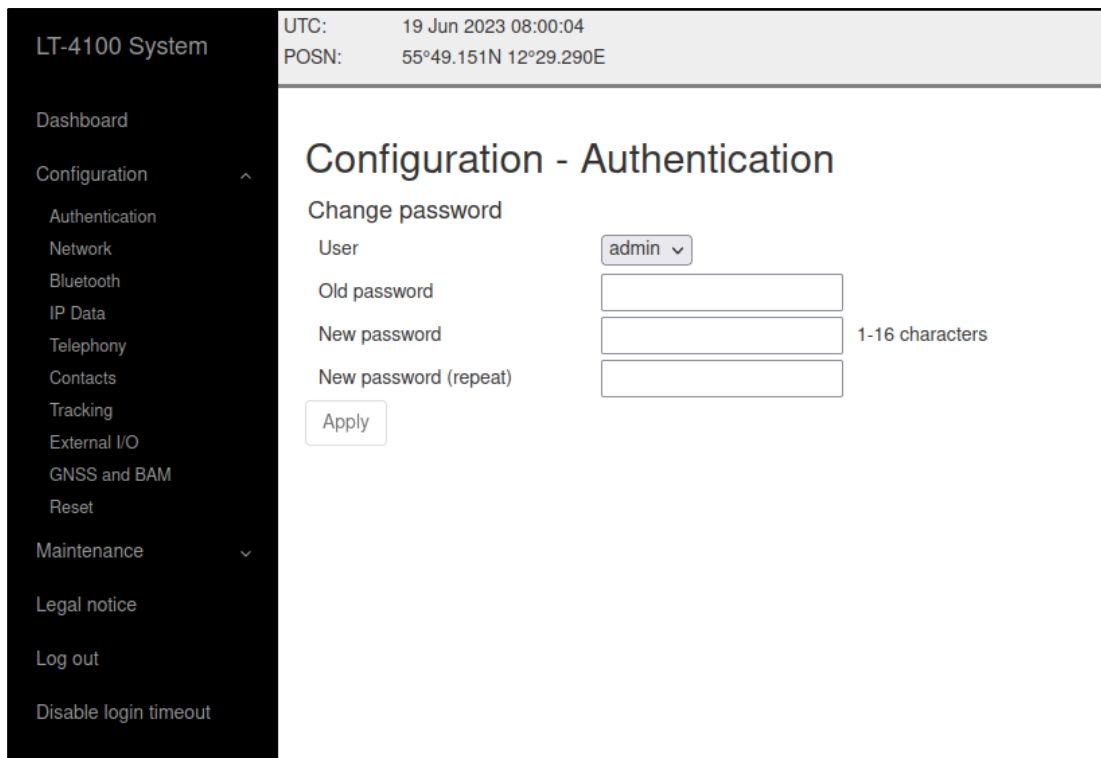 LT-4100 System
Dashboard
Configuration
Authentication
Network
Bluetooth
IP Data
Telephony
Contacts
Tracking
External I/O
GNSS and BAM
Reset
Maintenance
Legal notice
Log out
Disable login timeout
UTC: 19 Jun 2023 08:00:04
POSN: 55°49.151N 12°29.290E
Configuration - Authentication
Change password
User admin
Old password
New password 1-16 characters
New password (repeat)
Apply